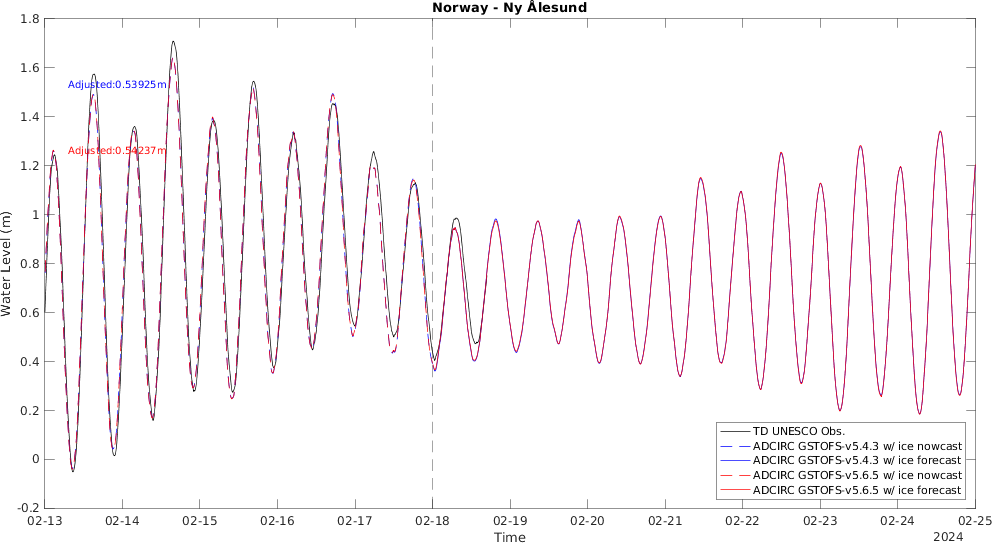 Norway - Ny Ålesund
Water Level (m)
1.8
1.6
1.4
1.2
1
0.8
0.6
0.4
0.2
0
-0.2
Adjusted:0.53925m
Adjusted:0.54237m
TD UNESCO Obs.
ADCIRC GSTOFS-v5.4.3 w/ ice nowcast
ADCIRC GSTOFS-v5.4.3 w/ ice forecast
ADCIRC GSTOFS-v5.6.5 w/ ice nowcast
ADCIRC GSTOFS-v5.6.5 w/ ice forecast
02-13 02-14 02-15 02-16 02-17 02-18 02-19 02-20 02-21 02-22 02-23 02-24 02-25
Time
2024